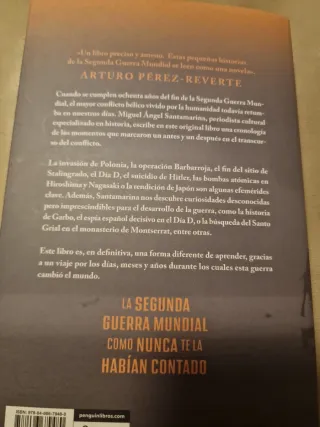 «Un libro preciso y ameno. Estas pequeñas historias
de la Segunda Guerra Mundial se leen como una novela».
ARTURO PÉREZ-REVERTE
Cuando se cumplen ochenta años del fin de la Segunda Guerra Mun-
dial, el mayor conflicto bélico vivido por la humanidad todavía retum-
ba en nuestros días. Miguel Ángel Santamarina, periodista cultural
especializado en historia, escribe en este original libro una cronología
de los momentos que marcaron un antes y un después en el transcur-
so del conflicto.
La invasión de Polonia, la operación Barbarroja, el fin del sitio de
Stalingrado, el Día D, el suicidio de Hitler, las bombas atómicas en
Hiroshima y Nagasaki o la rendición de Japón son algunas efemérides
clave. Además, Santamarina nos descubre curiosidades desconocidas
pero imprescindibles para el desarrollo de la guerra, como la historia
de Garbo, el espía español decisivo en el Día D, o la búsqueda del Santo
Grial en el monasterio de Montserrat, entre otras.
Este libro es, en definitiva, una forma diferente de aprender, gracias
a un viaje por los días, meses y años durante los cuales esta guerra
cambió el mundo.
LA SEGUNDA
GUERRA MUNDIAL
COMO NUNCA TE LA
HABÍAN CONTADO
penguinlibros.com